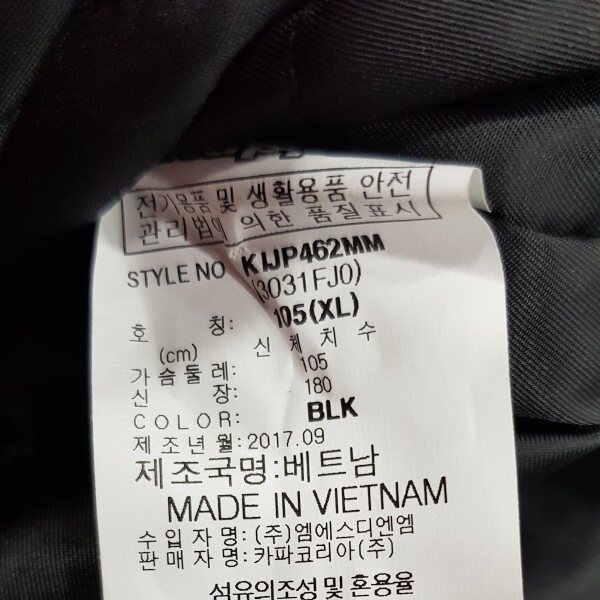 전기용품 및 생활용품 안전
관리법에 의한 품질표시
STYLE NO KIJP462MM
(3031FJ0)
호 칭: 105(XL)
(cm) 신 체 치 수
가 슴 둘 레: 105
신 장: 180
COLOR: BLK
제 조 년 월: 2017.09
제조국명:베트남
MADE IN VIETNAM
수 입 자 명: (주)엠에스디엔엠
판 매 자 명: 카파코리아(주)
섬유의조성 및 혼용율